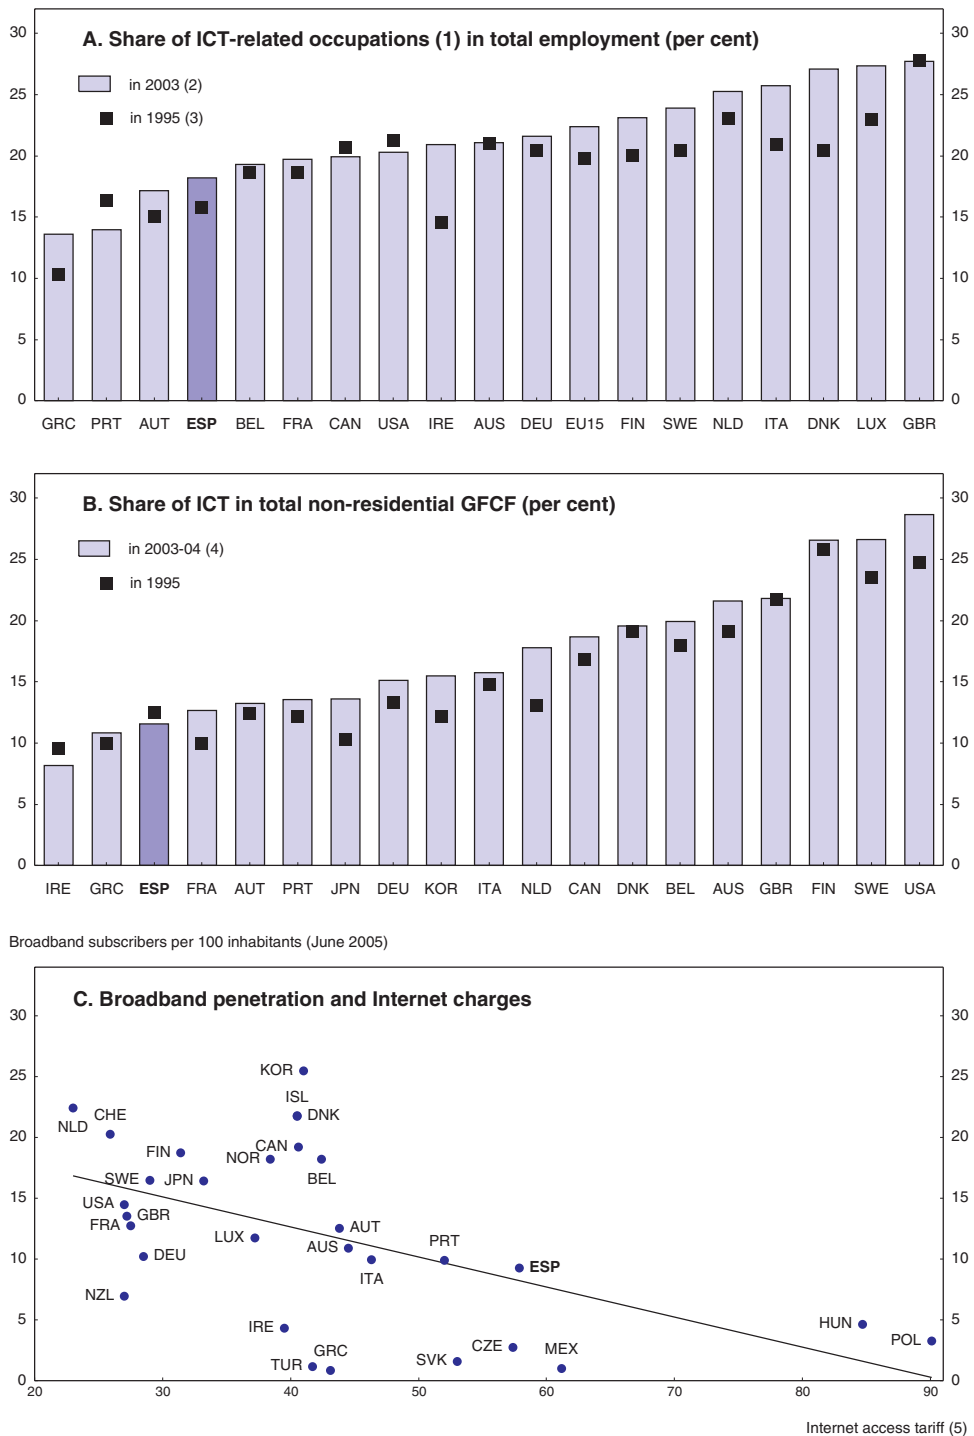 A. Share of ICT-related occupations (1) in total employment (per cent)
in 2003 (2)
in 1995 (3)
30 30
25 25
20 20
15 15
10 10
5 5
0 0
GRC PRT AUT ESP BEL FRA CAN USA IRE AUS DEU EU15 FIN SWE NLD ITA DNK LUX GBR
B. Share of ICT in total non-residential GFCF (per cent)
in 2003-04 (4)
in 1995
30 30
25 25
20 20
15 15
10 10
5 5
0 0
IRE GRC ESP FRA AUT PRT JPN DEU KOR ITA NLD CAN DNK BEL AUS GBR FIN SWE USA
Broadband subscribers per 100 inhabitants (June 2005)
C. Broadband penetration and Internet charges
30 30
25 25
20 20
15 15
10 10
5 5
0 0
KOR
ISL
NLD CHE DNK
FIN NOR CAN
SWE JPN BEL
USA
FRA GBR
LUX AUT
DEU AUS PRT
ITA ESP
NZL
IRE HUN
TUR GRC SVK CZE MEX POL
20 30 40 50 60 70 80 90
Internet access tariff (5)